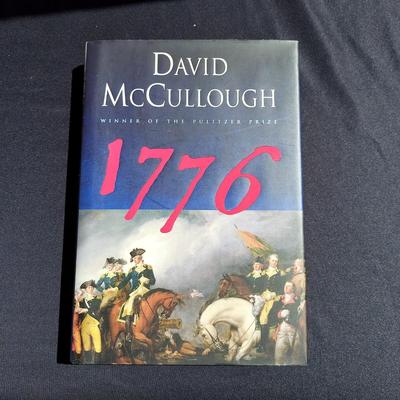 DAVID
MCCULLOUGH
WINNER OF THE PULITZER PRIZE
1776